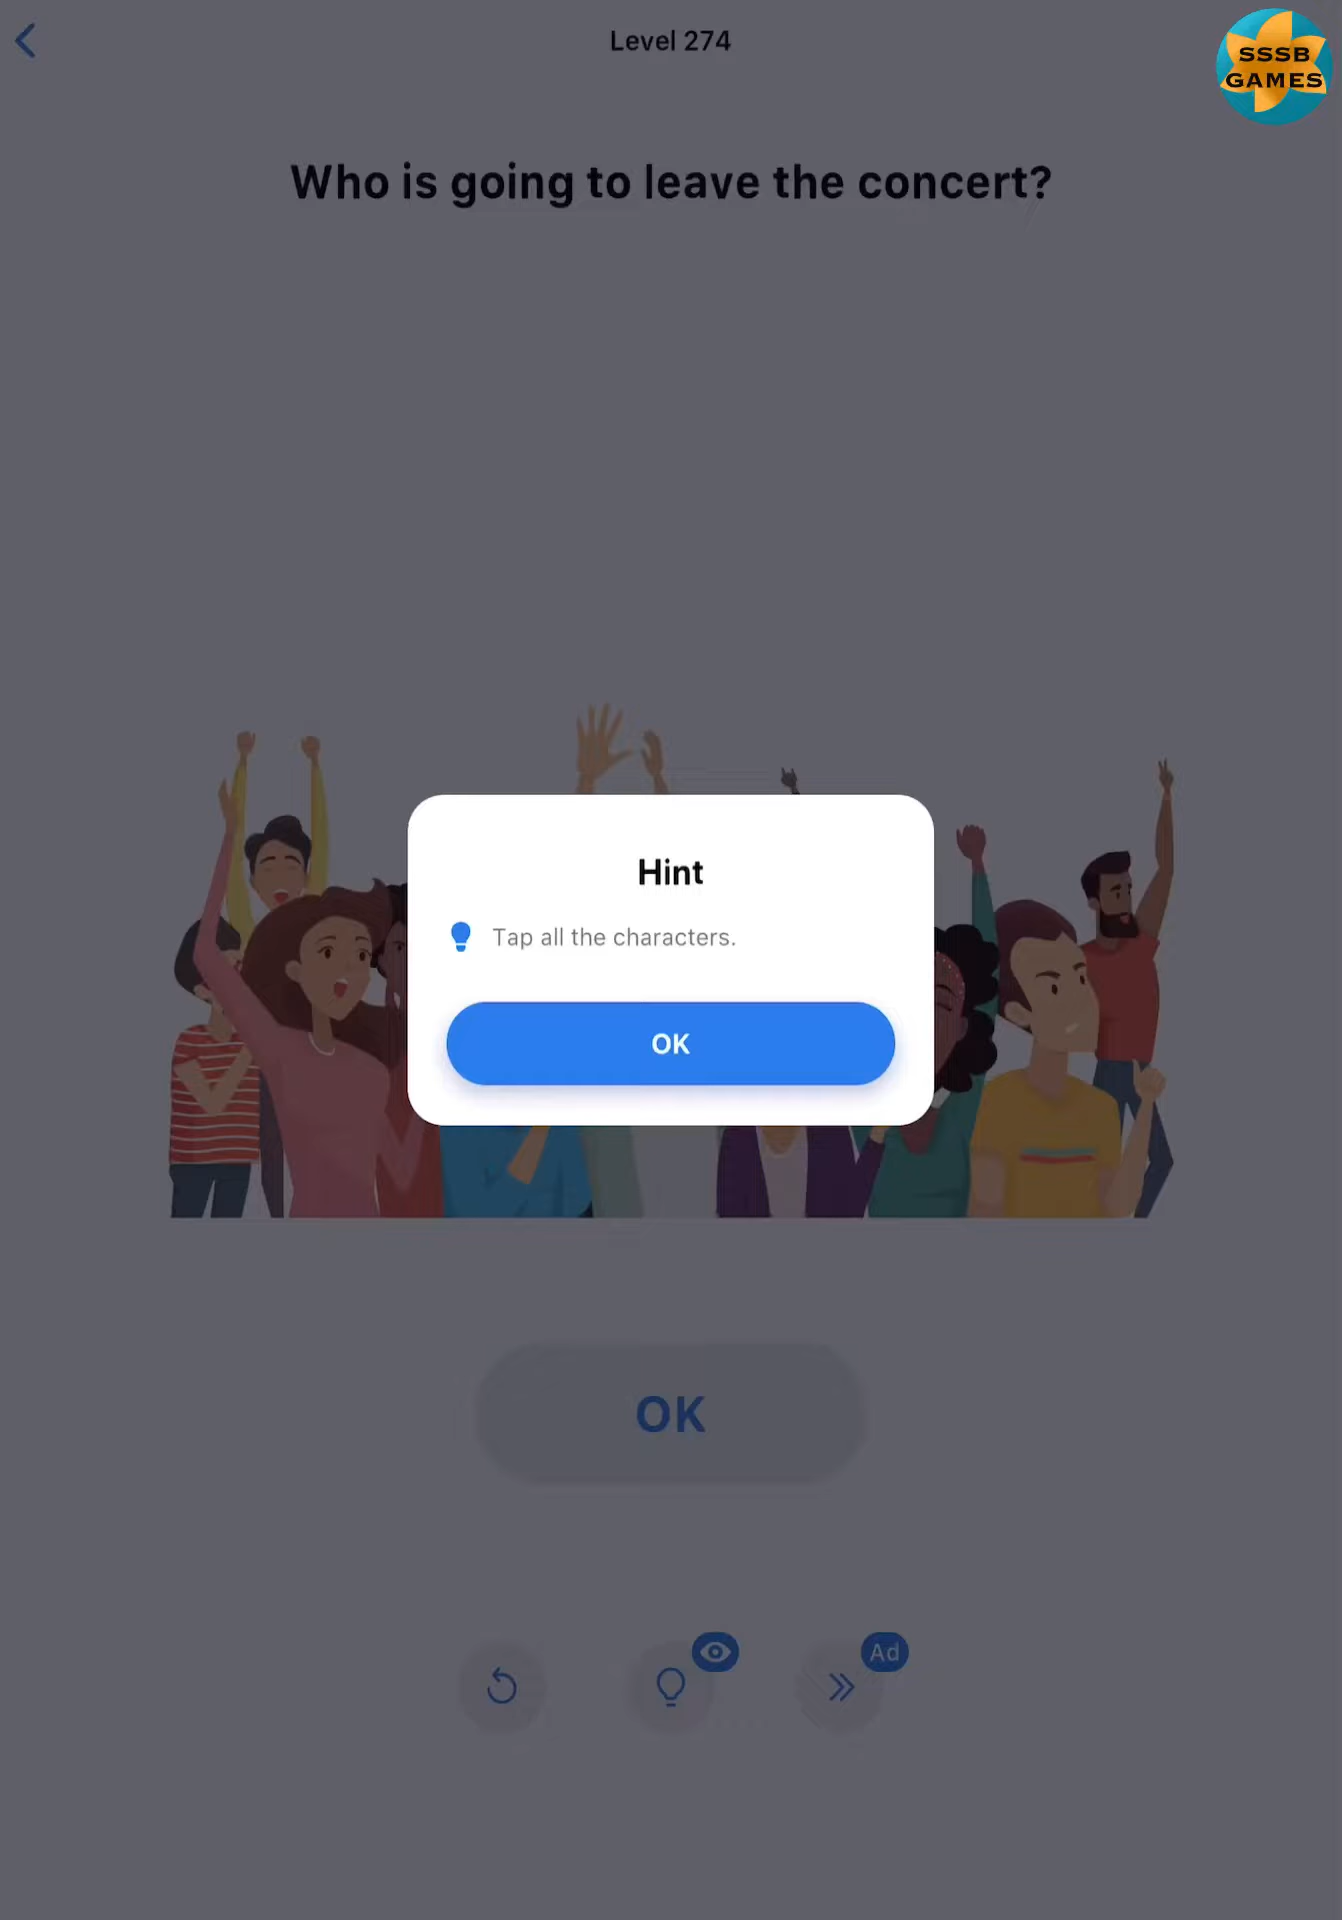 Level 274
SSSB
GAMES
Who is going to leave the concert?
Hint
Tap all the characters.
OK
OK
Ad